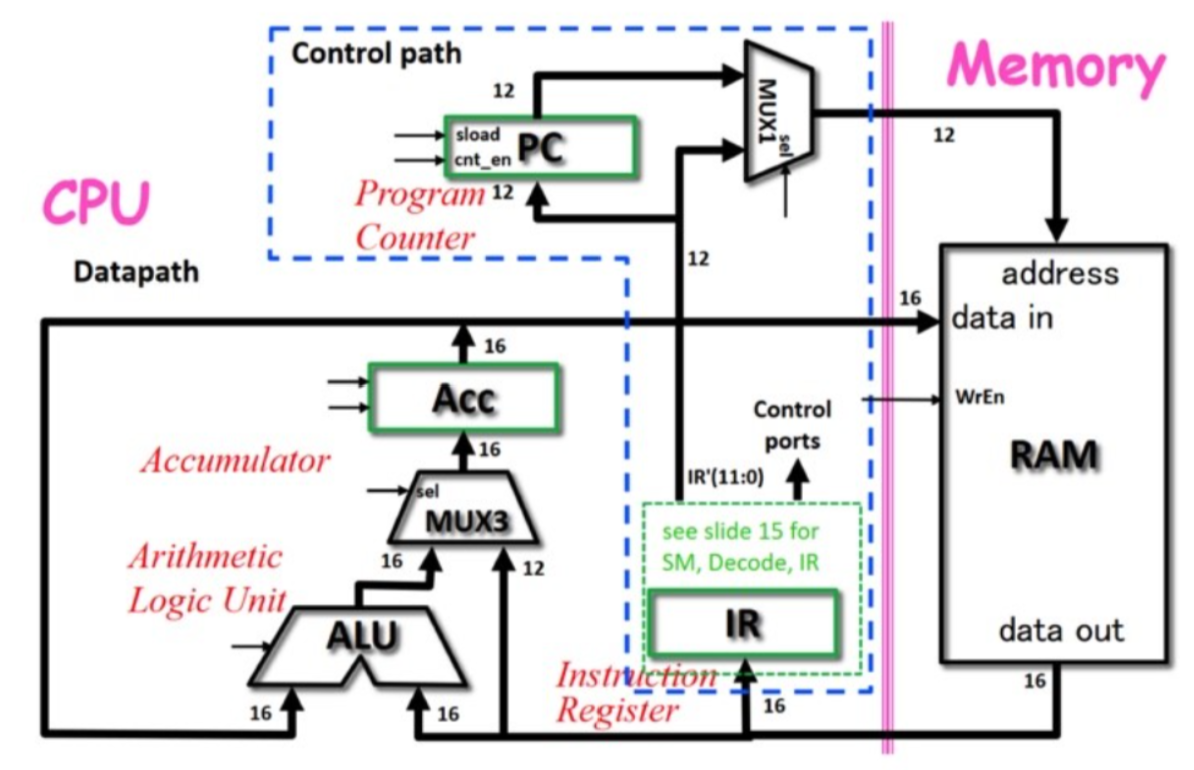 Control path
Memory
12
MUX1
sel
sload
cnt_en
PC
12
12
CPU
Program
Counter
Datapath
12
16
address
data in
16
Acc
WrEn
Control
ports
RAM
Accumulator
16
sel
MUX3
IR'(11:0)
see slide 15 for
SM, Decode, IR
16
12
Arithmetic
Logic Unit
ALU
IR
data out
Instruction
Register
16
16
16
16